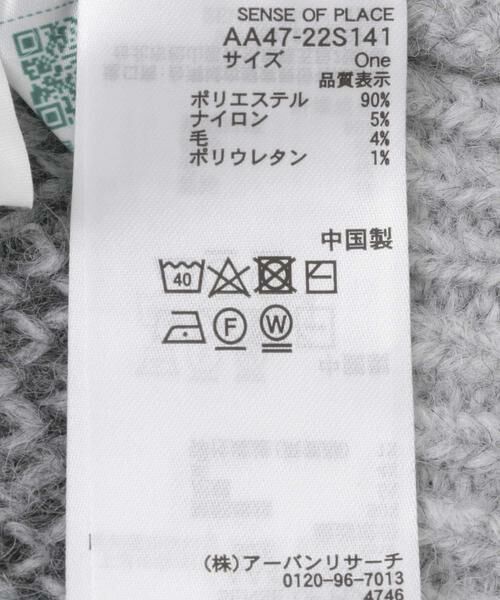 SENSE OF PLACE
AA47-22S141
サイズ One
品質表示
ポリエステル 90%
ナイロン 5%
毛 4%
ポリウレタン 1%
中国製
40
F W
(株)アーバンリサーチ
0120-96-7013
4746